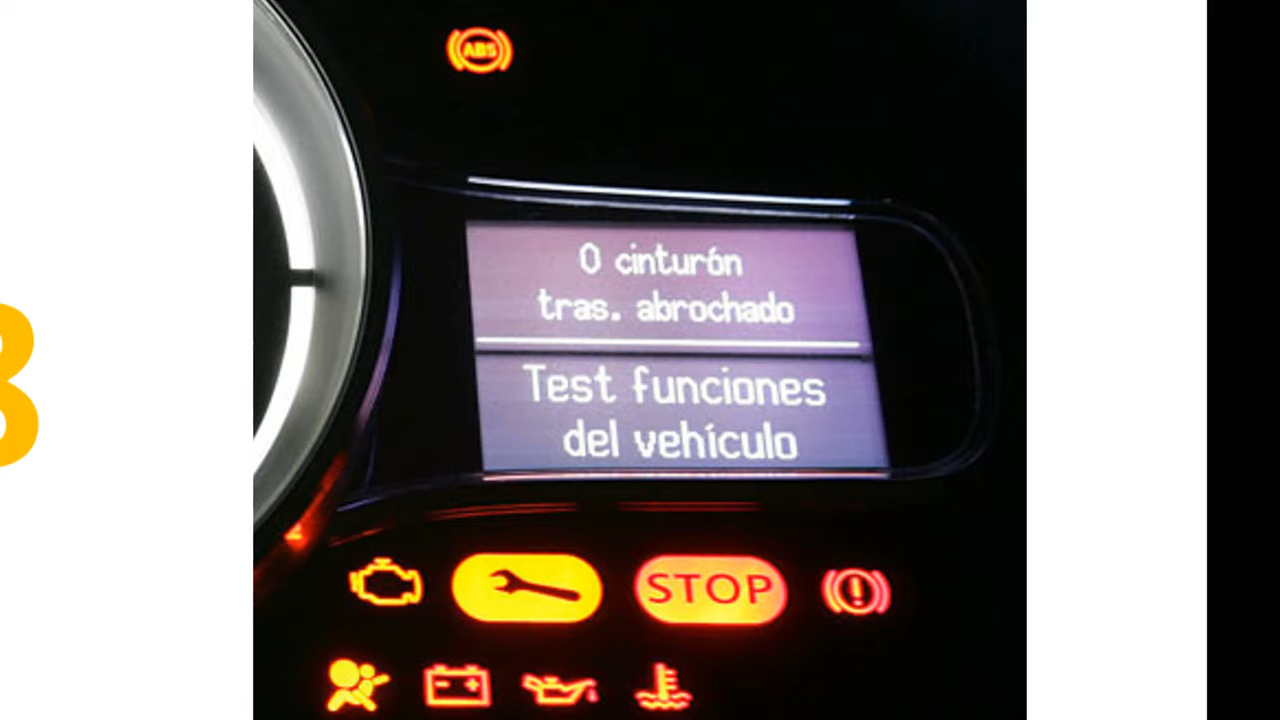 ABS
0 cinturón
tras. abrochado
Test funciones
del vehículo
STOP